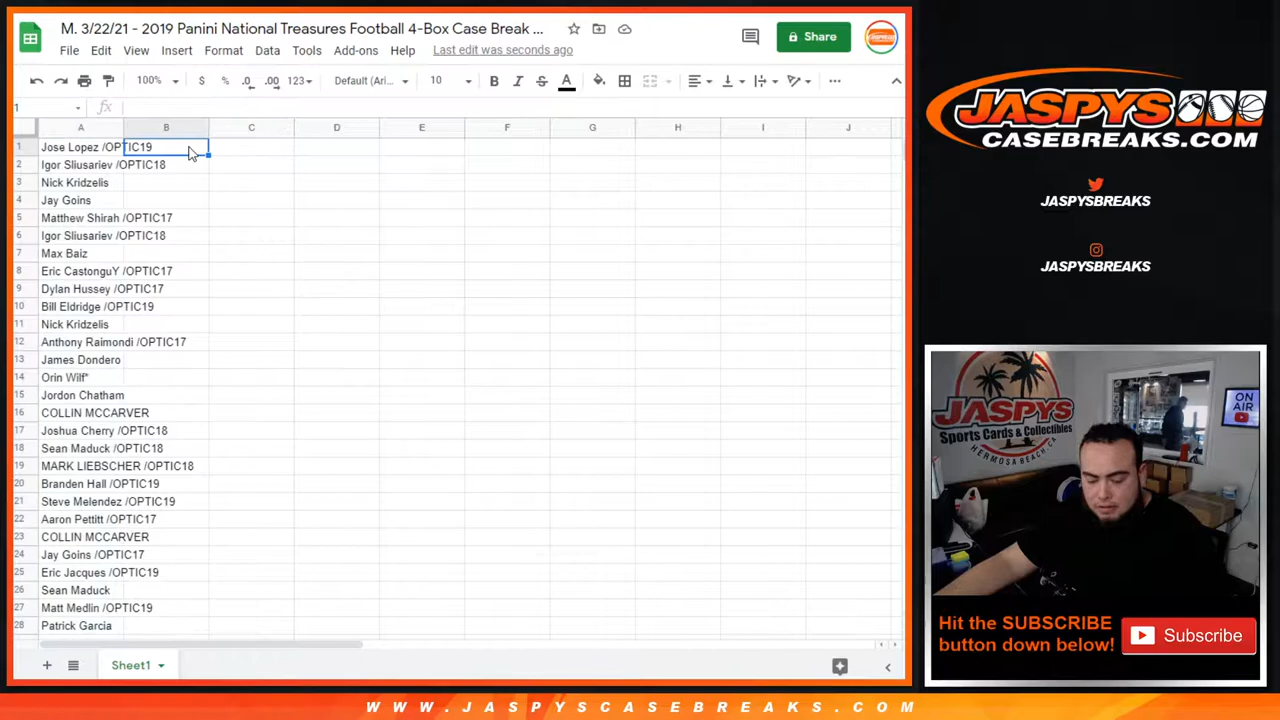 M. 3/22/21 - 2019 Panini National Treasures Football 4-Box Case Break ...
File Edit View Format Data Tools Add-ons Help Last edit was seconds ago
Share
100% $ % .0 .00 123 Default (Ari... 10 B I S A
1 fx
A B C D E F G H I J
1 Jose Lopez /OPTIC19
2 Igor Sliusariev /OPTIC18
3 Nick Kridzelis
4 Jay Goins
5 Matthew Shirah /OPTIC17
6 Igor Sliusariev /OPTIC18
7 Max Baiz
8 Eric CastonguY /OPTIC17
9 Dylan Hussey /OPTIC17
10 Bill Eldridge /OPTIC19
11 Nick Kridzelis
12 Anthony Raimondi /OPTIC17
13 James Dondero
14 Orin Wilf*
15 Jordon Chatham
16 COLLIN MCCARVER
17 Joshua Cherry /OPTIC18
18 Sean Maduck /OPTIC18
19 MARK LIEBSCHER /OPTIC18
20 Branden Hall /OPTIC19
21 Steve Melendez /OPTIC19
22 Aaron Pettitt /OPTIC17
23 COLLIN MCCARVER
24 Jay Goins /OPTIC17
25 Eric Jacques /OPTIC19
26 Sean Maduck
27 Matt Medlin /OPTIC19
28 Patrick Garcia
Sheet1
JASPYS
CASEBREAKS.COM
JASPYSBREAKS
JASPYSBREAKS
JASPYS
Sports Cards & Collectibles
HERMOSA BEACH, CA
ON
AIR
Hit the SUBSCRIBE
button down below!
Subscribe
WWW.JASPYSCASEBREAKS.COM